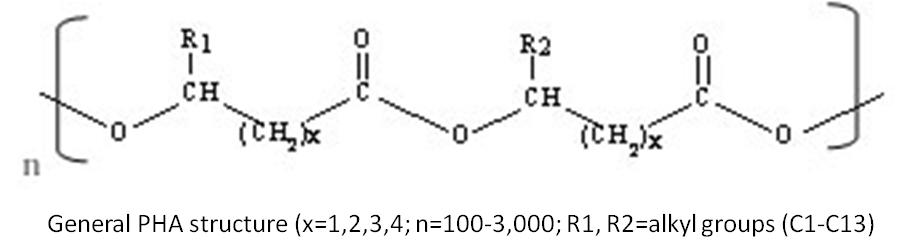 R1 O R2 O
CH C CH C
O (CH2)x O (CH2)x O
n
General PHA structure (x=1,2,3,4; n=100-3,000; R1, R2=alkyl groups (C1-C13)